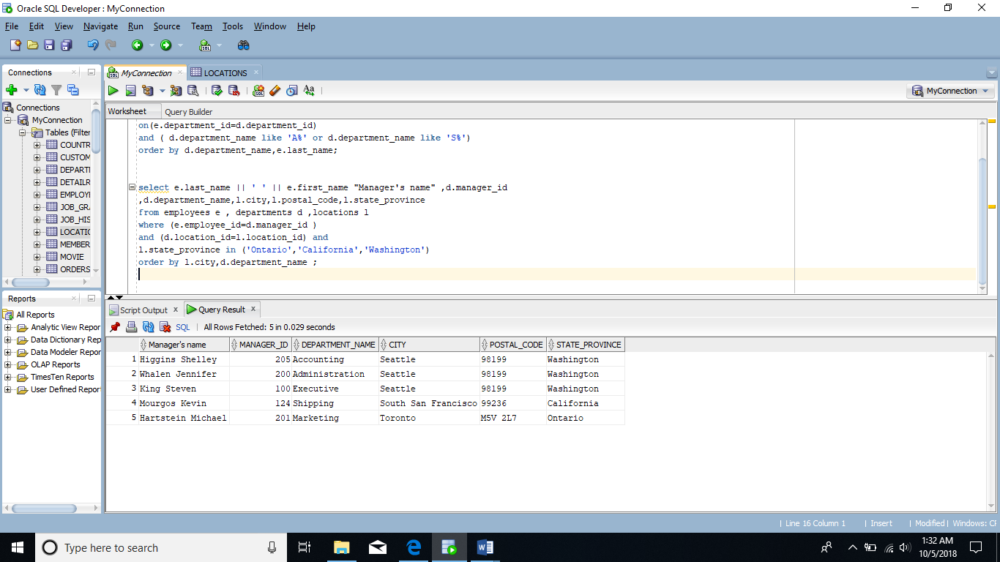 Oracle SQL Developer : MyConnection
File Edit View Navigate Run Source Team Tools Window Help
Connections
MyConnection
LOCATIONS
MyConnection
Connections
MyConnection
Tables (Filter
COUNTR
CUSTOM
DEPARTI
DETAILR
EMPLOYI
JOB_GR
JOB_HIS
LOCATIC
MEMBER
MOVIE
ORDERS
Worksheet Query Builder
on(e.department_id=d.department_id)
and ( d.department_name like 'A%' or d.department_name like 'S%')
order by d.department_name,e.last_name;
select e.last_name || ' ' || e.first_name "Manager's name" ,d.manager_id
,d.department_name,l.city,l.postal_code,l.state_province
from employees e , departments d ,locations l
where (e.employee_id=d.manager_id )
and (d.location_id=l.location_id) and
l.state_province in ('Ontario','California','Washington')
order by l.city,d.department_name ;
Reports
All Reports
Analytic View Repor
Data Dictionary Rep
Data Modeler Repor
OLAP Reports
TimesTen Reports
User Defined Repor
Script Output Query Result
SQL | All Rows Fetched: 5 in 0.029 seconds
Manager's name MANAGER_ID DEPARTMENT_NAME CITY POSTAL_CODE STATE_PROVINCE
1 Higgins Shelley 205 Accounting Seattle 98199 Washington
2 Whalen Jennifer 200 Administration Seattle 98199 Washington
3 King Steven 100 Executive Seattle 98199 Washington
4 Mourgos Kevin 124 Shipping South San Francisco 99236 California
5 Hartstein Michael 201 Marketing Toronto M5V 2L7 Ontario
| Line 16 Column 1 | Insert | Modified | Windows: CF
Type here to search
1:32 AM
10/5/2018